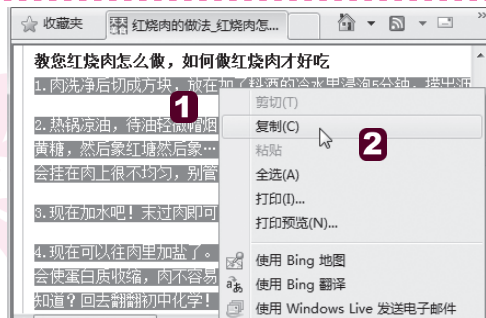 收藏夹 红烧肉的做法_红烧肉怎... »
教您红烧肉怎么做，如何做红烧肉才好吃
1.肉洗净后切成方块，放在加了料酒的冷水里浸泡5分钟，捞出沥
1
剪切(T)
2.热锅凉油，待油轻微帽烟
复制(C)
2
黄糖，然后象红塘然后象…
粘贴
会挂在肉上很不均匀，别管
全选(A)
打印(I)...
3.现在加水吧！末过肉即可
打印预览(N)...
4.现在可以往肉里加盐了。
使用 Bing 地图
会使蛋白质收缩，肉不容易
使用 Bing 翻译
知道？回去翻翻初中化学！
使用 Windows Live 发送电子邮件